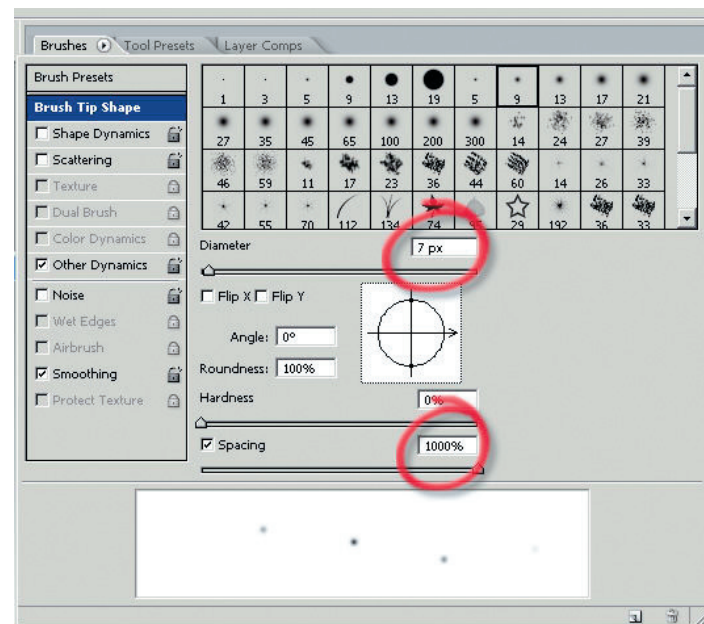 Brushes Tool Presets Layer Comps
Brush Presets
Brush Tip Shape
Shape Dynamics
Scattering
Texture
Dual Brush
Color Dynamics
Other Dynamics
Noise
Wet Edges
Airbrush
Smoothing
Protect Texture
1 3 5 9 13 19 5 9 13 17 21
27 35 45 65 100 200 300 14 24 27 39
46 59 11 17 23 36 44 60 14 26 33
42 55 70 112 134 74 95 29 192 36 33
Diameter 7 px
Flip X Flip Y
Angle: 0º
Roundness: 100%
Hardness 0%
Spacing 1000%